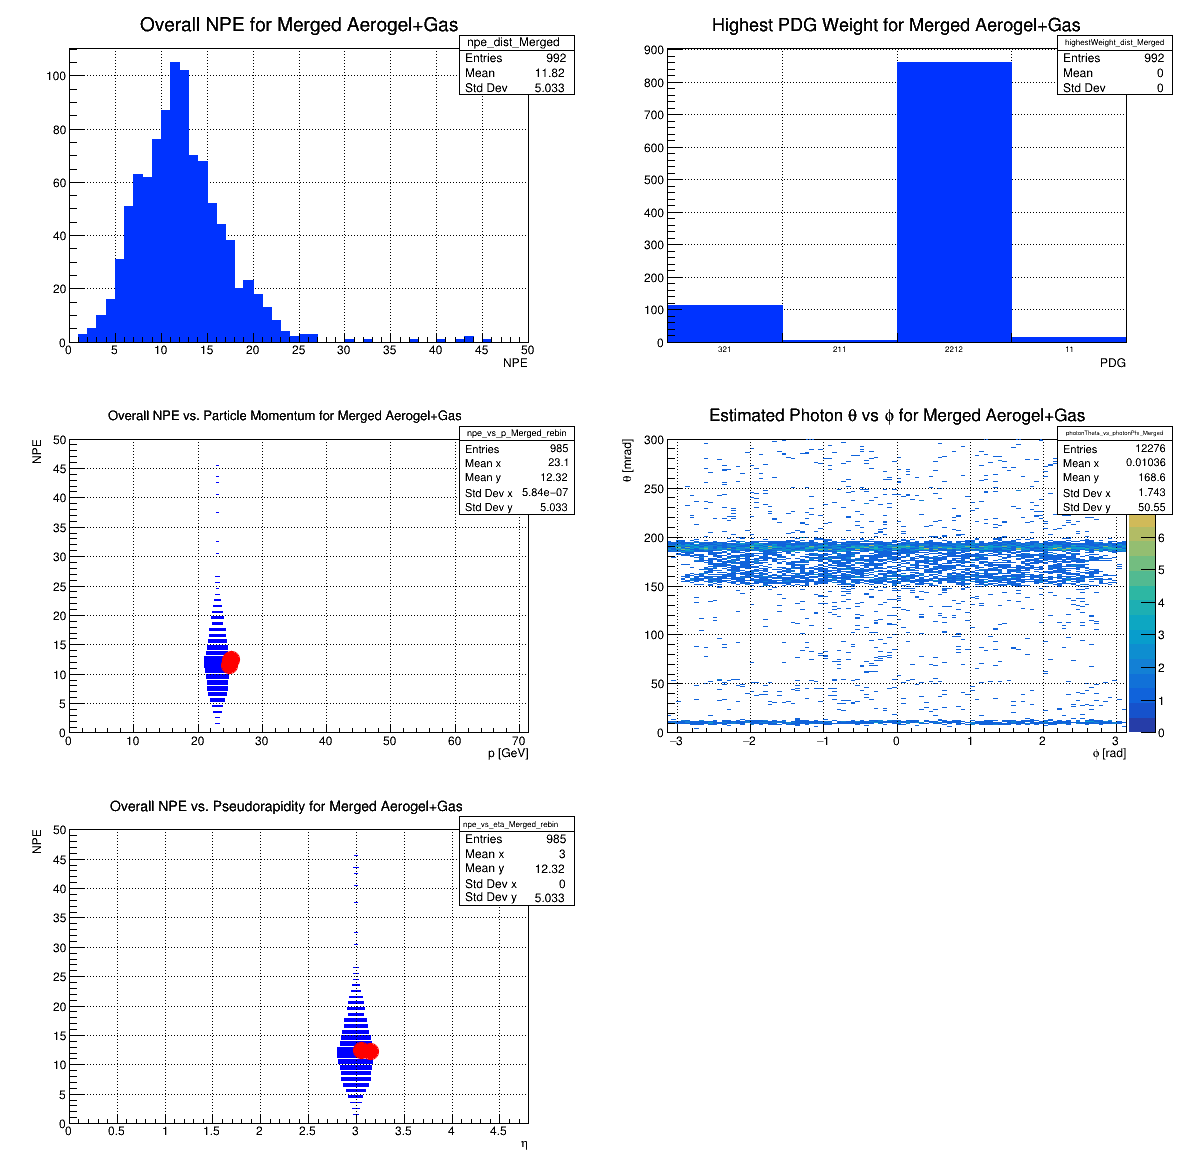 Overall NPE for Merged Aerogel+Gas
npe_dist_Merged
Entries 992
Mean 11.82
Std Dev 5.033
100
80
60
40
20
0
0 5 10 15 20 25 30 35 40 45 50
NPE
Highest PDG Weight for Merged Aerogel+Gas
highestWeight_dist_Merged
Entries 992
Mean 0
Std Dev 0
900
800
700
600
500
400
300
200
100
0
321 211 2212 11
PDG
Overall NPE vs. Particle Momentum for Merged Aerogel+Gas
npe_vs_p_Merged_rebin
Entries 985
Mean x 23.1
Mean y 12.32
Std Dev x 5.84e−07
Std Dev y 5.033
NPE
50
45
40
35
30
25
20
15
10
5
0
0 10 20 30 40 50 60 70
p [GeV]
Estimated Photon θ vs ϕ for Merged Aerogel+Gas
photonTheta_vs_photonPhi_Merged
Entries 12276
Mean x 0.01036
Mean y 168.6
Std Dev x 1.743
Std Dev y 50.55
θ [mrad]
300
250
200
150
100
50
0
−3 −2 −1 0 1 2 3
ϕ [rad]
6
5
4
3
2
1
0
Overall NPE vs. Pseudorapidity for Merged Aerogel+Gas
npe_vs_eta_Merged_rebin
Entries 985
Mean x 3
Mean y 12.32
Std Dev x 0
Std Dev y 5.033
NPE
50
45
40
35
30
25
20
15
10
5
0
0 0.5 1 1.5 2 2.5 3 3.5 4 4.5
η